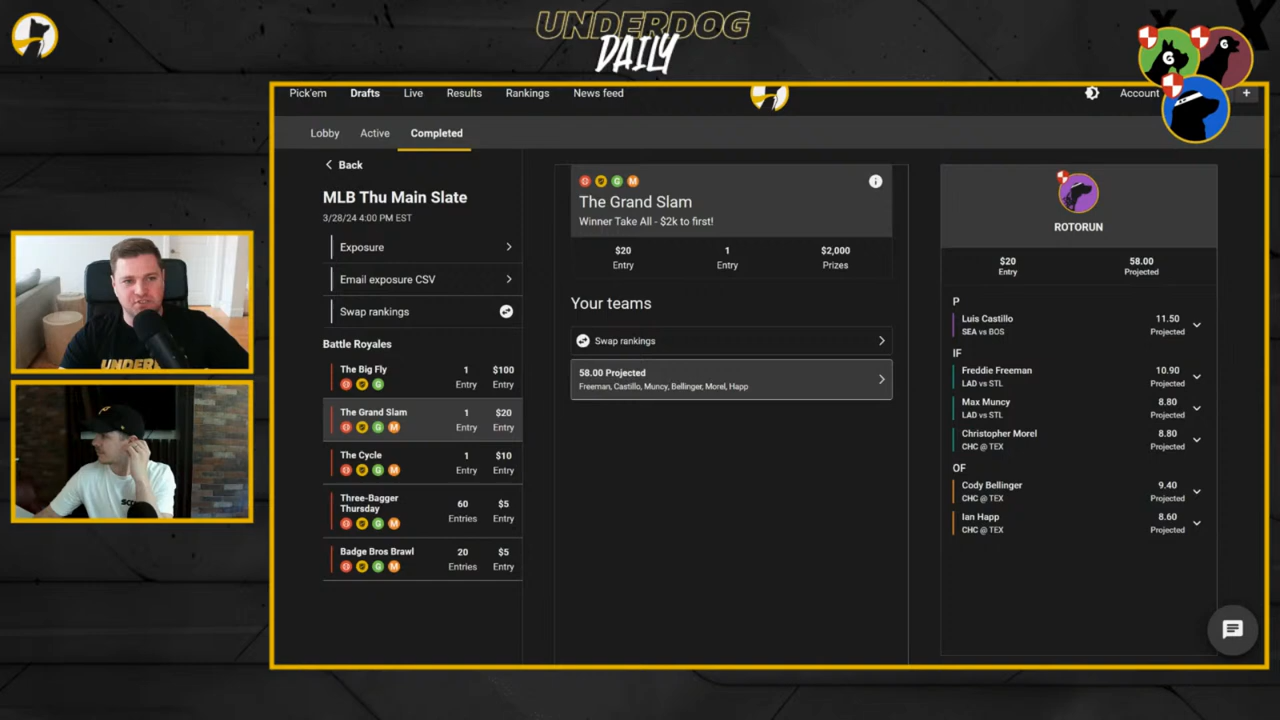 UNDERDOG
DAILY
Pick'em
Drafts
Live
Results
Rankings
News feed
Account
+
Lobby
Active
Completed
Back
MLB Thu Main Slate
3/28/24 4:00 PM EST
Exposure
Email exposure CSV
Swap rankings
Battle Royales
The Big Fly
1
$100
Entry
Entry
G
The Grand Slam
1
$20
Entry
Entry
G
M
The Cycle
1
$10
Entry
Entry
G
M
Three-Bagger
Thursday
60
$5
Entries
Entry
G
M
Badge Bros Brawl
20
$5
Entries
Entry
G
M
G
M
The Grand Slam
Winner Take All - $2k to first!
$20
1
$2,000
Entry
Entry
Prizes
Your teams
Swap rankings
58.00 Projected
Freeman, Castillo, Muncy, Bellinger, Morel, Happ
ROTORUN
$20
58.00
Entry
Projected
P
Luis Castillo
11.50
SEA vs BOS
Projected
IF
Freddie Freeman
10.90
LAD vs STL
Projected
Max Muncy
8.80
LAD vs STL
Projected
Christopher Morel
8.80
CHC @ TEX
Projected
OF
Cody Bellinger
9.40
CHC @ TEX
Projected
Ian Happ
8.60
CHC @ TEX
Projected
G
G
UNDER